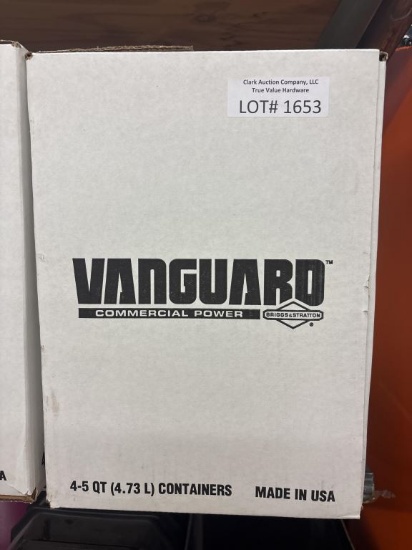 Clark Auction Company, LLC
True Value Hardware
LOT# 1653
VANGUARD™
COMMERCIAL POWER BRIGGS&STRATTON ®
4-5 QT (4.73 L) CONTAINERS MADE IN USA
A